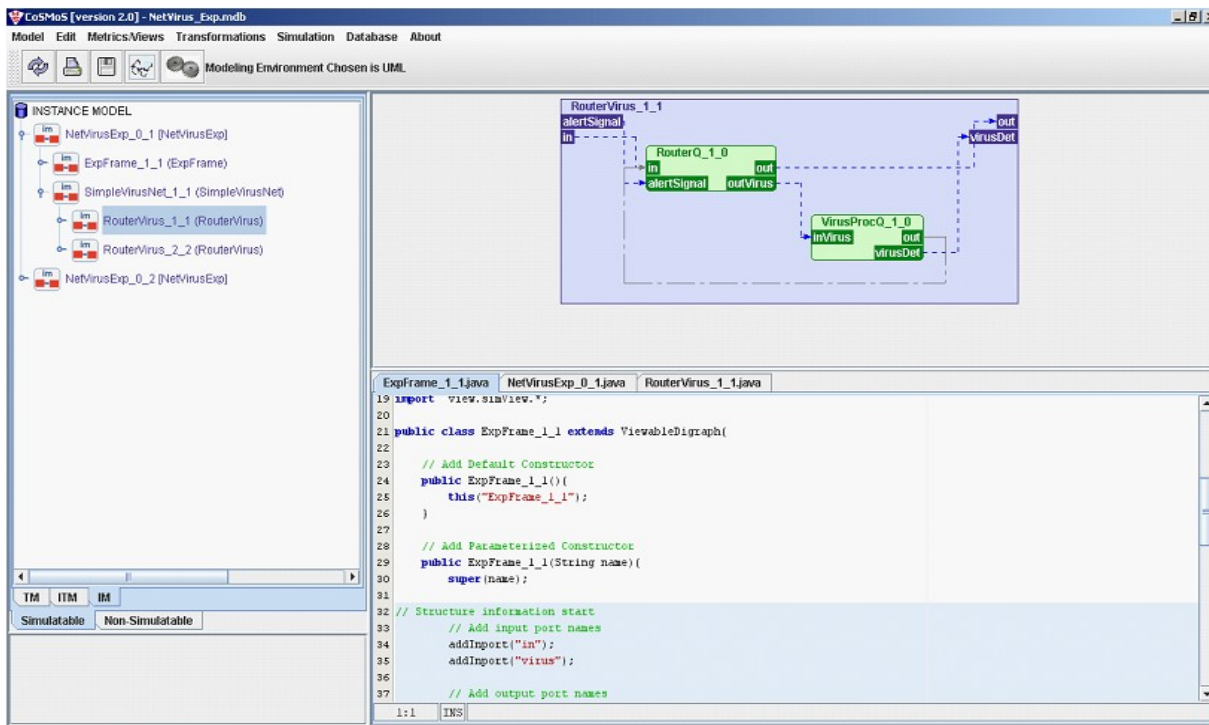 CoSMoS [version 2.0] - NetVirus_Exp.mdb
Model Edit Metrics/Views Transformations Simulation Database About
Modeling Environment Chosen is UML
INSTANCE MODEL
NetVirusExp_0_1 [NetVirusExp]
ExpFrame_1_1 (ExpFrame)
SimpleVirusNet_1_1 (SimpleVirusNet)
RouterVirus_1_1 (RouterVirus)
RouterVirus_2_2 (RouterVirus)
NetVirusExp_0_2 [NetVirusExp]
TM ITM IM
Simulatable Non-Simulatable
RouterVirus_1_1
alertSignal out
in virusDet
RouterQ_1_0
in out
alertSignal outVirus
VirusProcQ_1_0
inVirus out
virusDet
ExpFrame_1_1.java NetVirusExp_0_1.java RouterVirus_1_1.java
19 import view.simView.*;
20
21 public class ExpFrame_1_1 extends ViewableDigraph{
22
23 // Add Default Constructor
24 public ExpFrame_1_1(){
25 this("ExpFrame_1_1");
26 }
27
28 // Add Parameterized Constructor
29 public ExpFrame_1_1(String name){
30 super(name);
31
32 // Structure information start
33 // Add input port names
34 addInport("in");
35 addInport("virus");
36
37 // Add output port names
1:1 INS